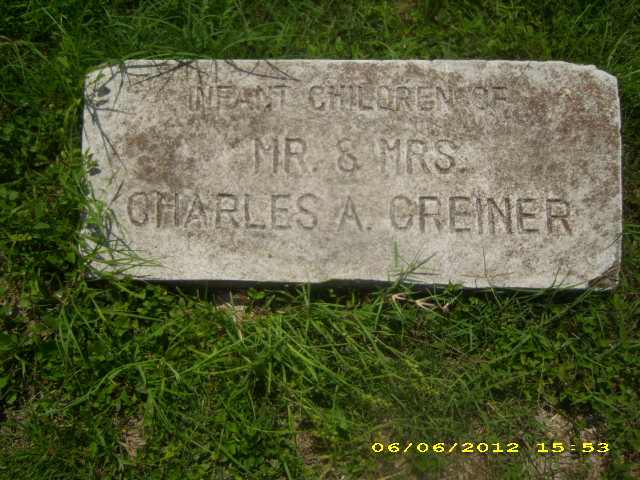 INFANT CHILDREN OF
MR. & MRS.
CHARLES A. GREINER
06/06/2012 15:53